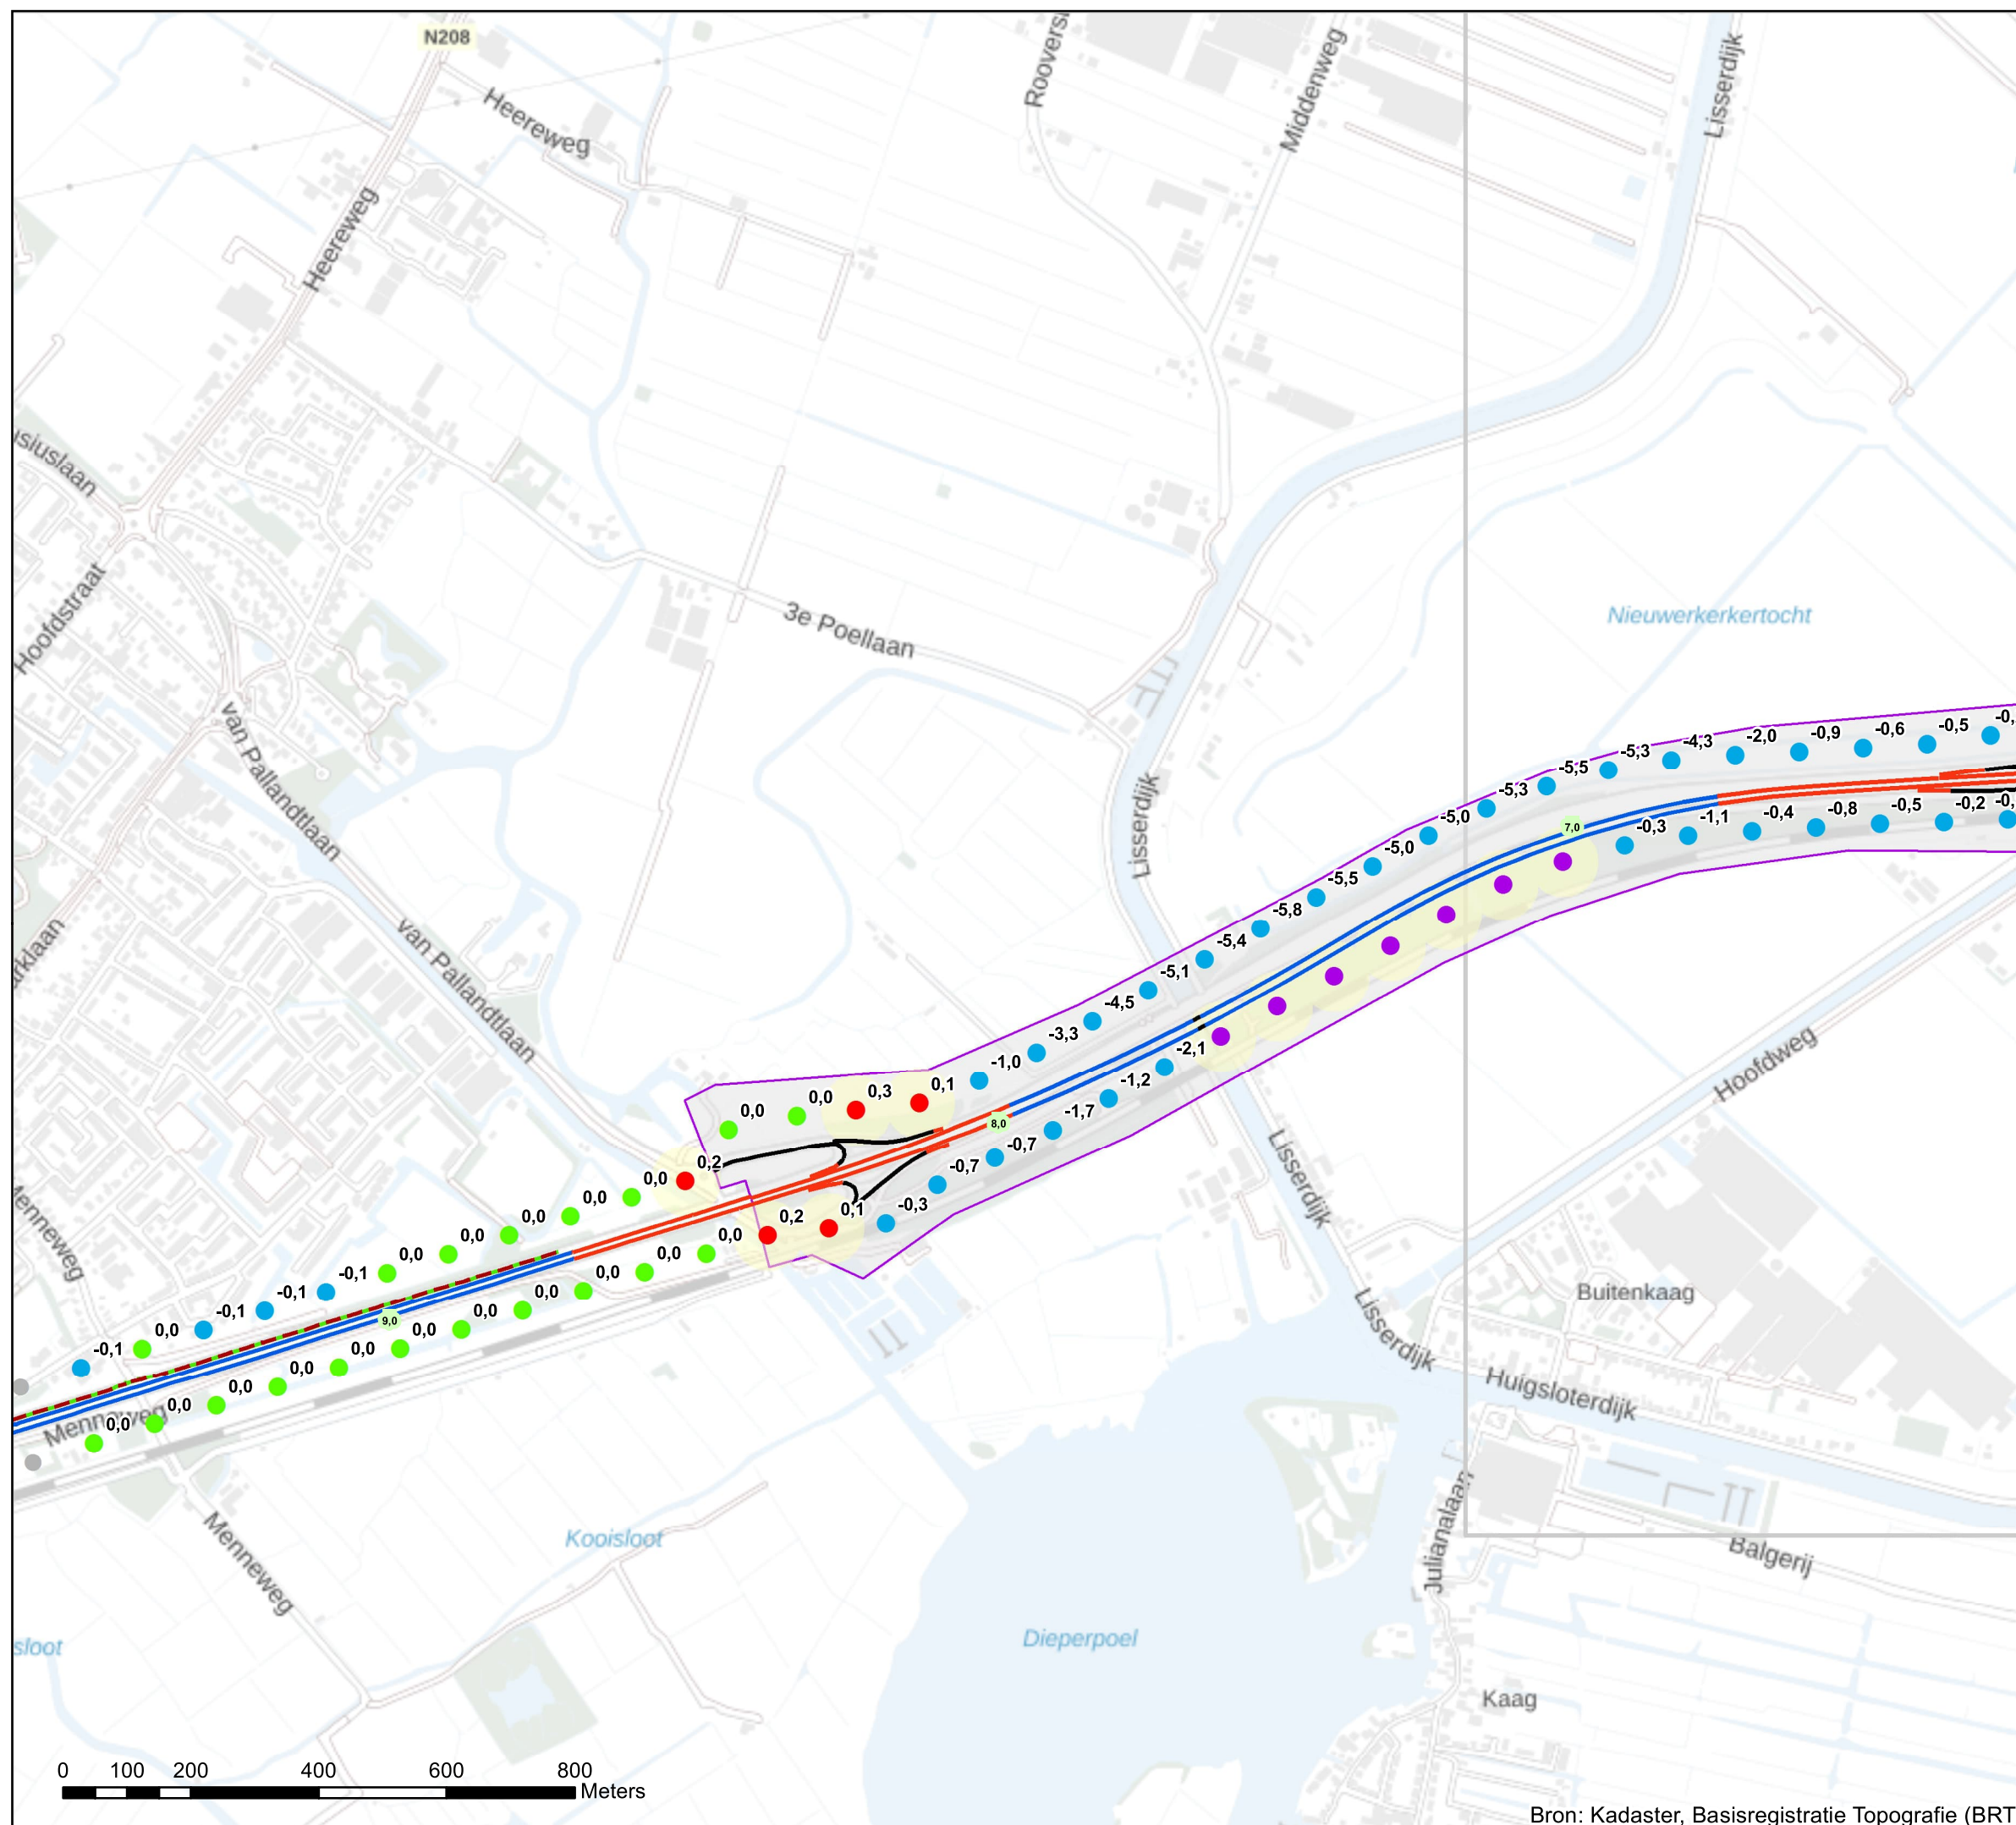 N208
Heereweg
Heereweg
Roovers
Middenweg
Lisserdijk
Hoofdstraat
3e Poellaan
Nieuwerkerkertocht
van Pallandtlaan
van Pallandtlaan
Lisserdijk
-5,3
-4,3
-2,0
-0,9
-0,6
-0,5
-0,
-5,5
-5,3
-5,0
-5,0
-5,5
-5,8
-5,4
-5,1
-4,5
-3,3
-1,0
7,0
-0,3
-1,1
-0,4
-0,8
-0,5
-0,2
-0,
0,0
0,0
0,3
0,1
8,0
-2,1
-1,2
-1,7
-0,7
-0,7
-0,3
0,1
0,2
0,2
0,0
0,0
0,0
0,0
0,0
-0,1
-0,1
-0,1
0,0
-0,1
9,0
0,0
0,0
0,0
0,0
0,0
0,0
0,0
0,0
0,0
0,0
0,0
Hoofdweg
Lisserdijk
Lisserdijk
Buitenkaag
Huigsloterdijk
Menneweg
Menneweg
Menneweg
Kooisloot
Julianalaan
Balgerij
sloot
Dieperpoel
Kaag
0 100 200 400 600 800
Meters
Bron: Kadaster, Basisregistratie Topografie (BRT